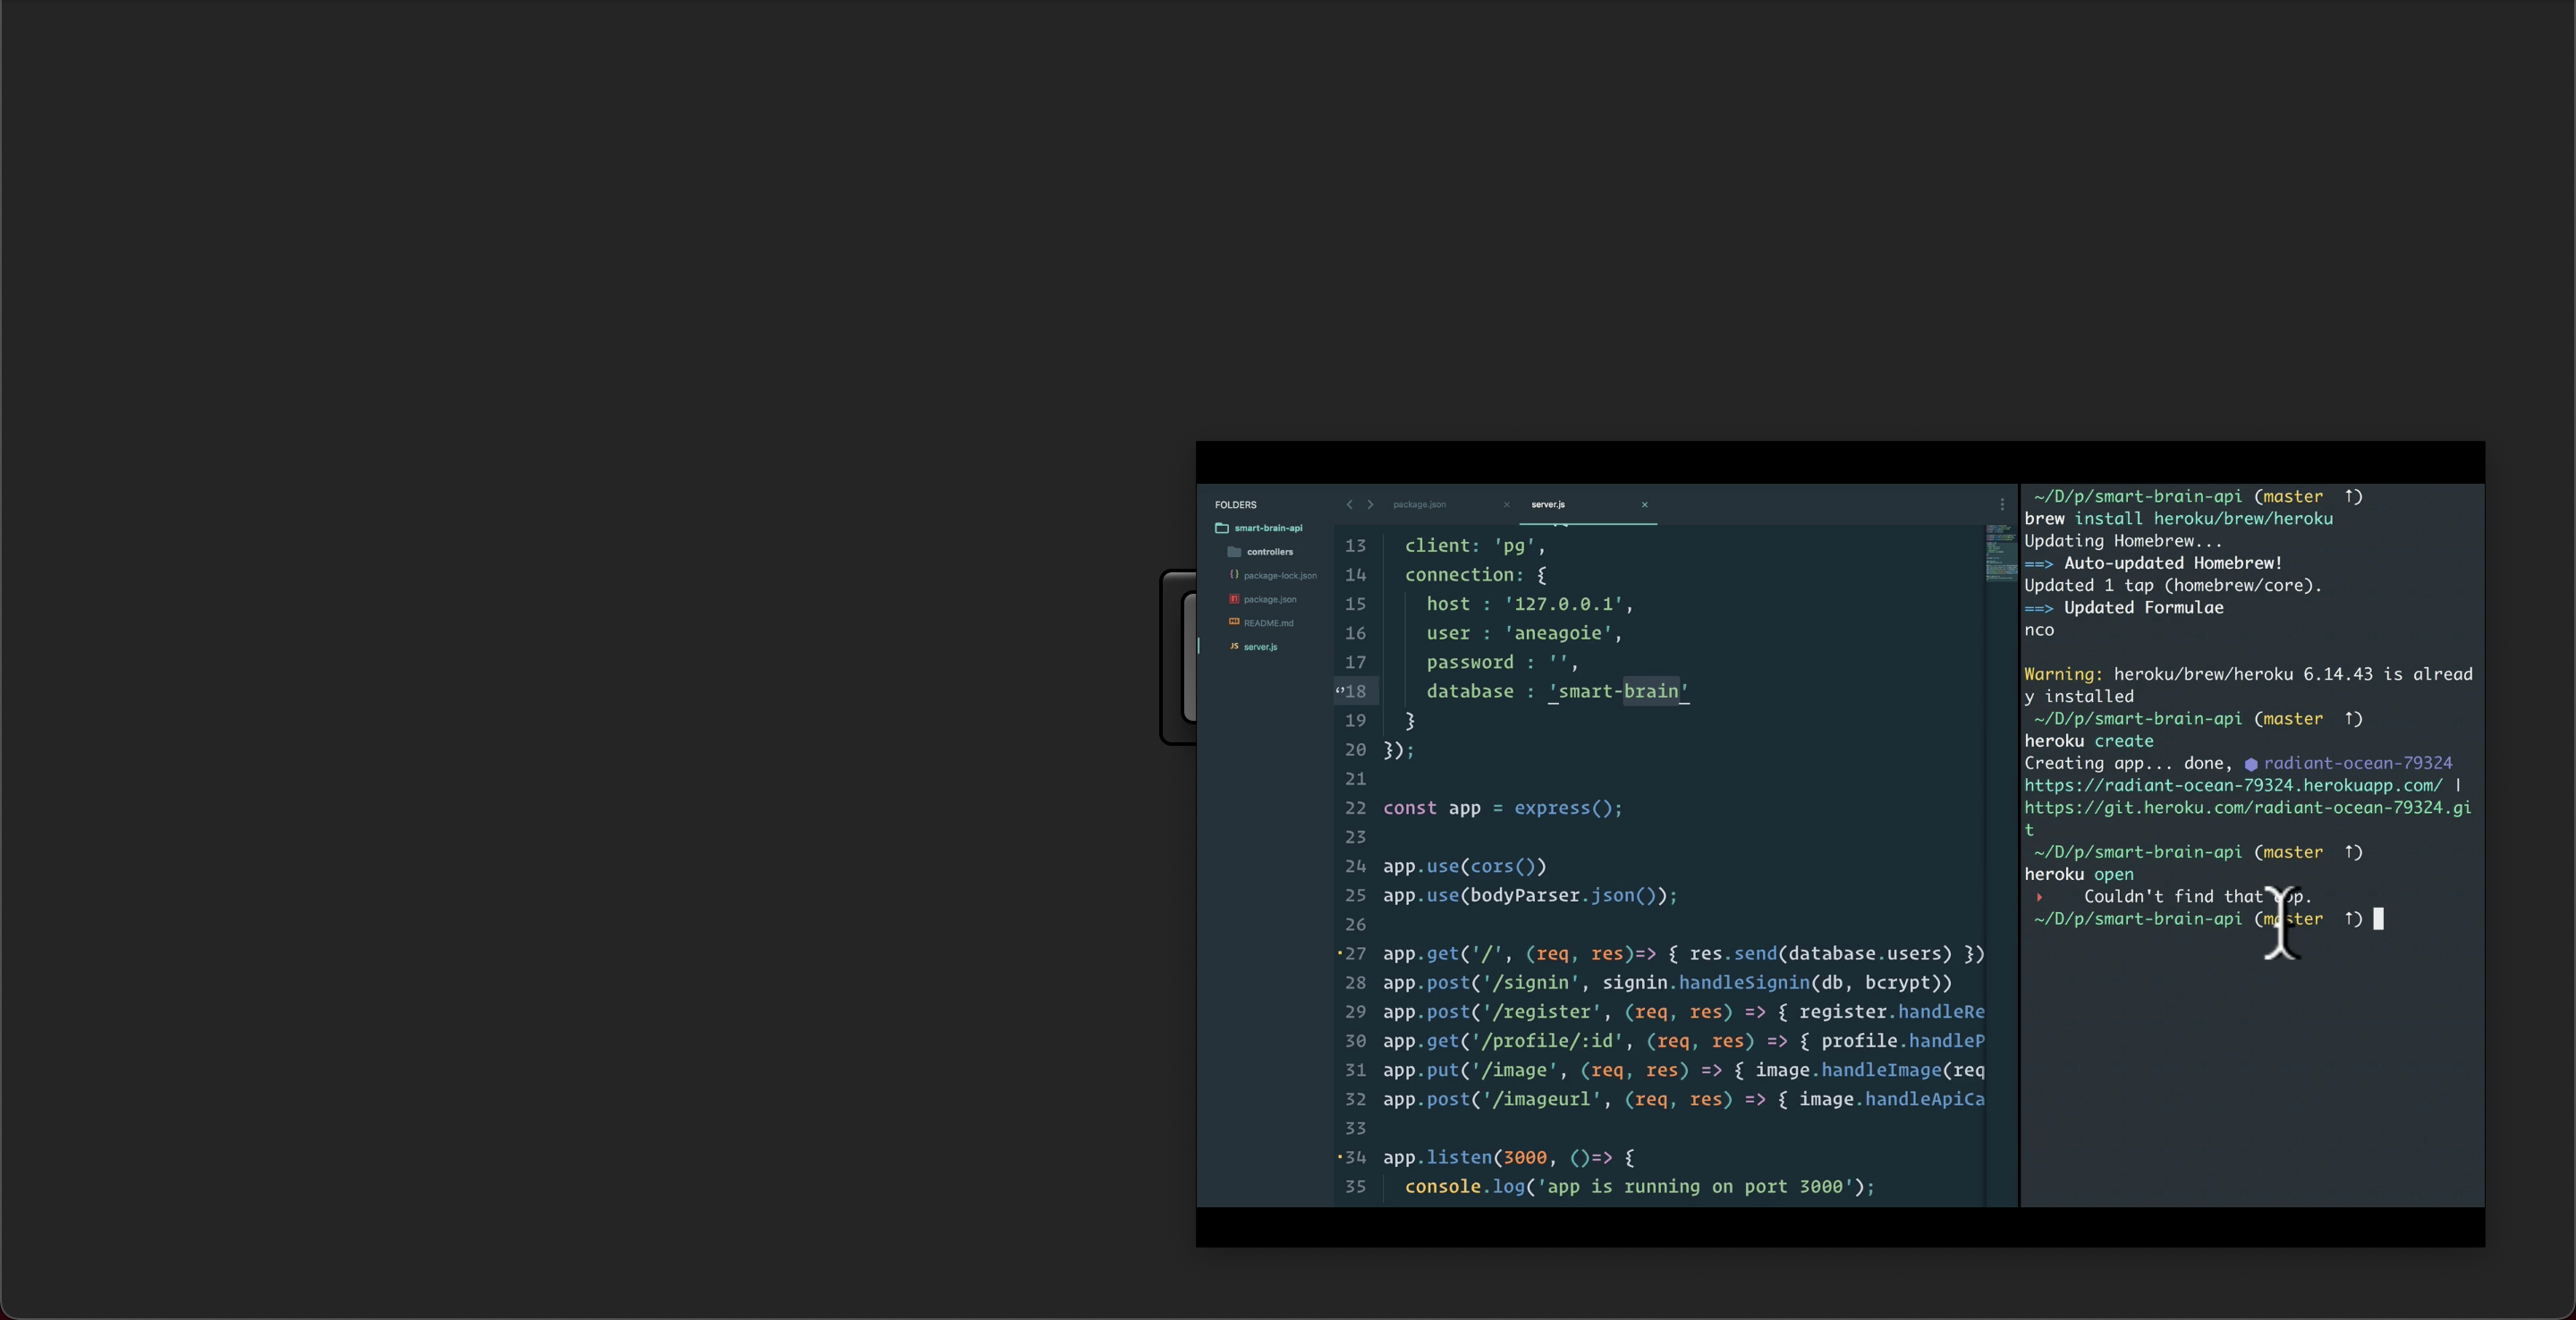 FOLDERS
smart-brain-api
controllers
package-lock.json
package.json
README.md
JS server.js
package.json
server.js
13 client: 'pg',
14 connection: {
15 host : '127.0.0.1',
16 user : 'aneagoie',
17 password : '',
18 database : 'smart-brain'
19 }
20 });
21
22 const app = express();
23
24 app.use(cors())
25 app.use(bodyParser.json());
26
27 app.get('/', (req, res)=> { res.send(database.users) })
28 app.post('/signin', signin.handleSignin(db, bcrypt))
29 app.post('/register', (req, res) => { register.handleRe
30 app.get('/profile/:id', (req, res) => { profile.handleP
31 app.put('/image', (req, res) => { image.handleImage(req
32 app.post('/imageurl', (req, res) => { image.handleApiCa
33
34 app.listen(3000, ()=> {
35 console.log('app is running on port 3000');
~/D/p/smart-brain-api (master ↑)
brew install heroku/brew/heroku
Updating Homebrew...
==> Auto-updated Homebrew!
Updated 1 tap (homebrew/core).
==> Updated Formulae
nco
Warning: heroku/brew/heroku 6.14.43 is alread
y installed
~/D/p/smart-brain-api (master ↑)
heroku create
Creating app... done, ⬢ radiant-ocean-79324
https://radiant-ocean-79324.herokuapp.com/ |
https://git.heroku.com/radiant-ocean-79324.gi
t
~/D/p/smart-brain-api (master ↑)
heroku open
Couldn't find that app.
~/D/p/smart-brain-api (master ↑)